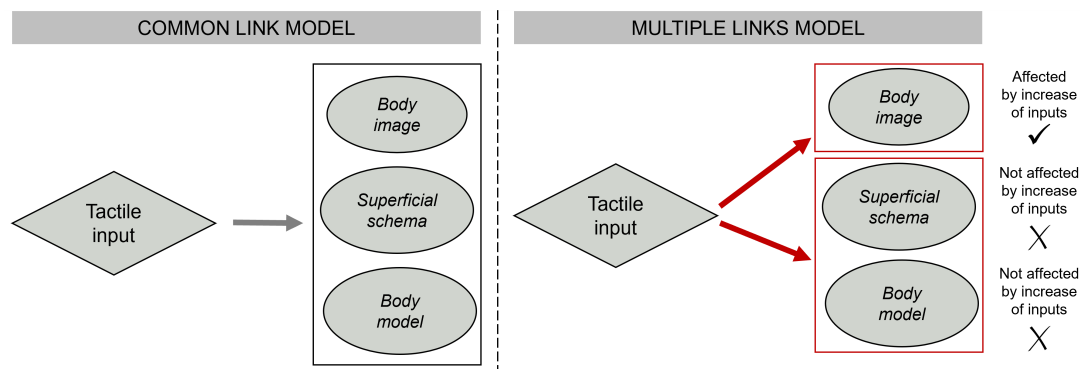 COMMON LINK MODEL
Tactile
input
Body
image
Superficial
schema
Body
model
MULTIPLE LINKS MODEL
Tactile
input
Body
image
Superficial
schema
Body
model
Affected
by increase
of inputs
Not affected
by increase
of inputs
Not affected
by increase
of inputs